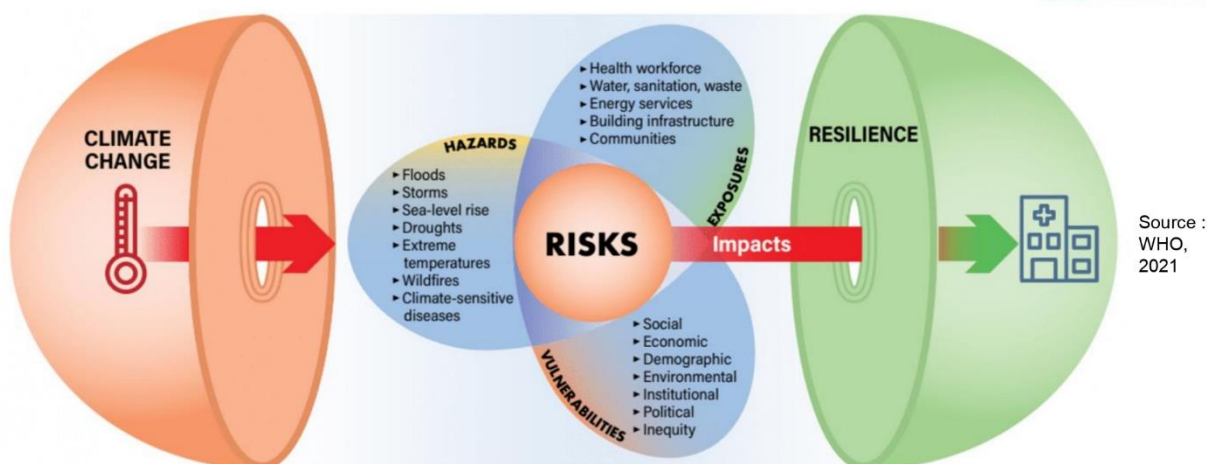 CLIMATE
CHANGE
HAZARDS
▸ Floods
▸ Storms
▸ Sea-level rise
▸ Droughts
▸ Extreme
temperatures
▸ Wildfires
▸ Climate-sensitive
diseases
▸ Health workforce
▸ Water, sanitation, waste
▸ Energy services
▸ Building infrastructure
▸ Communities
EXPOSURES
RISKS
Impacts
VULNERABILITIES
▸ Social
▸ Economic
▸ Demographic
▸ Environmental
▸ Institutional
▸ Political
▸ Inequity
RESILIENCE
Source :
WHO,
2021